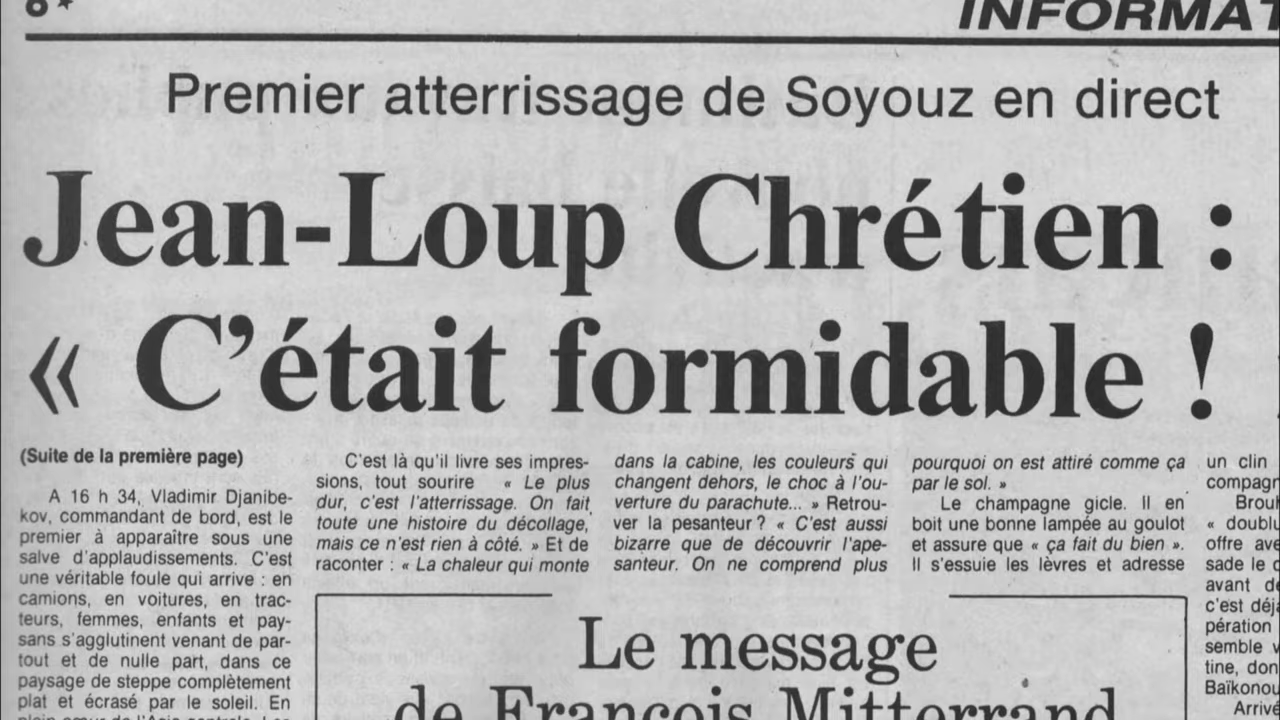 INFORMAT
Premier atterrissage de Soyouz en direct
Jean-Loup Chrétien :
« C'était formidable !
(Suite de la première page)
A 16 h 34, Vladimir Djanibe-
kov, commandant de bord, est le
premier à apparaître sous une
salve d'applaudissements. C'est
une véritable foule qui arrive : en
camions, en voitures, en trac-
teurs, femmes, enfants et pay-
sans s'agglutinent venant de par-
tout et de nulle part, dans ce
paysage de steppe complètement
plat et écrasé par le soleil. En
C'est là qu'il livre ses impres-
sions, tout sourire « Le plus
dur, c'est l'atterrissage. On fait
toute une histoire du décollage,
mais ce n'est rien à côté. » Et de
raconter : « La chaleur qui monte
dans la cabine, les couleurs qui
changent dehors, le choc à l'ou-
verture du parachute... » Retrou-
ver la pesanteur ? « C'est aussi
bizarre que de découvrir l'ape-
santeur. On ne comprend plus
pourquoi on est attiré comme ça
par le sol. »
Le champagne gicle. Il en
boit une bonne lampée au goulot
et assure que « ça fait du bien ».
Il s'essuie les lèvres et adresse
un clin
compagn
Brou
« doubl
offre ave
sade le
avant d
c'est déj
pération
semble v
tine, don
Baïkonou
Arrivé
Le message
de François Mitterrand